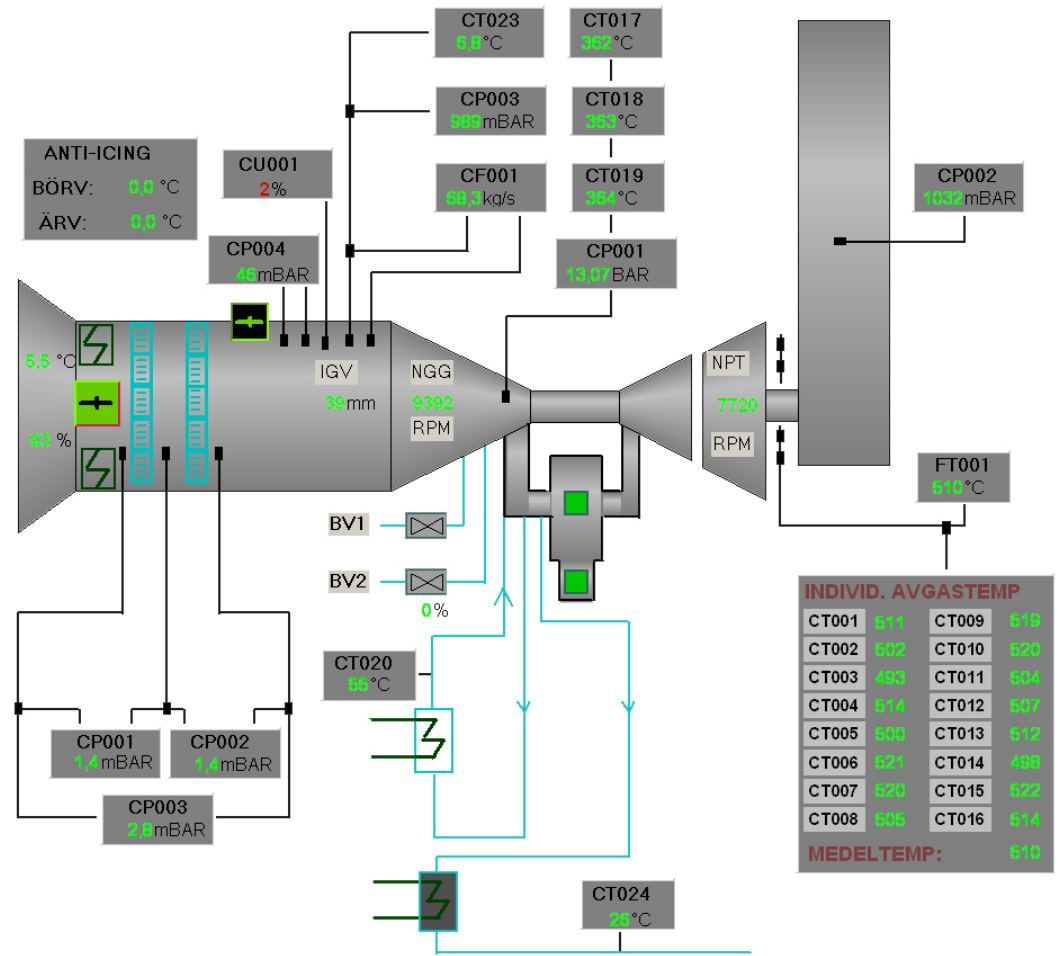 CT023
6,8°C
CT017
362°C
CP003
989mBAR
CT018
363°C
ANTI-ICING
BÖRV: 0,0 °C
ÄRV: 0,0 °C
CU001
2%
CF001
68,3kg/s
CT019
364°C
CP002
1032mBAR
CP004
46mBAR
CP001
13,07BAR
5,5 °C
93 %
IGV
39mm
NGG
9392
RPM
NPT
7720
RPM
FT001
510°C
BV1
BV2
0%
CT020
55°C
CP001
1,4mBAR
CP002
1,4mBAR
CP003
2,8mBAR
INDIVID. AVGASTEMP
CT001 511 CT009 519
CT002 502 CT010 520
CT003 493 CT011 504
CT004 514 CT012 507
CT005 500 CT013 512
CT006 521 CT014 498
CT007 520 CT015 522
CT008 505 CT016 514
MEDELTEMP: 510
CT024
26°C